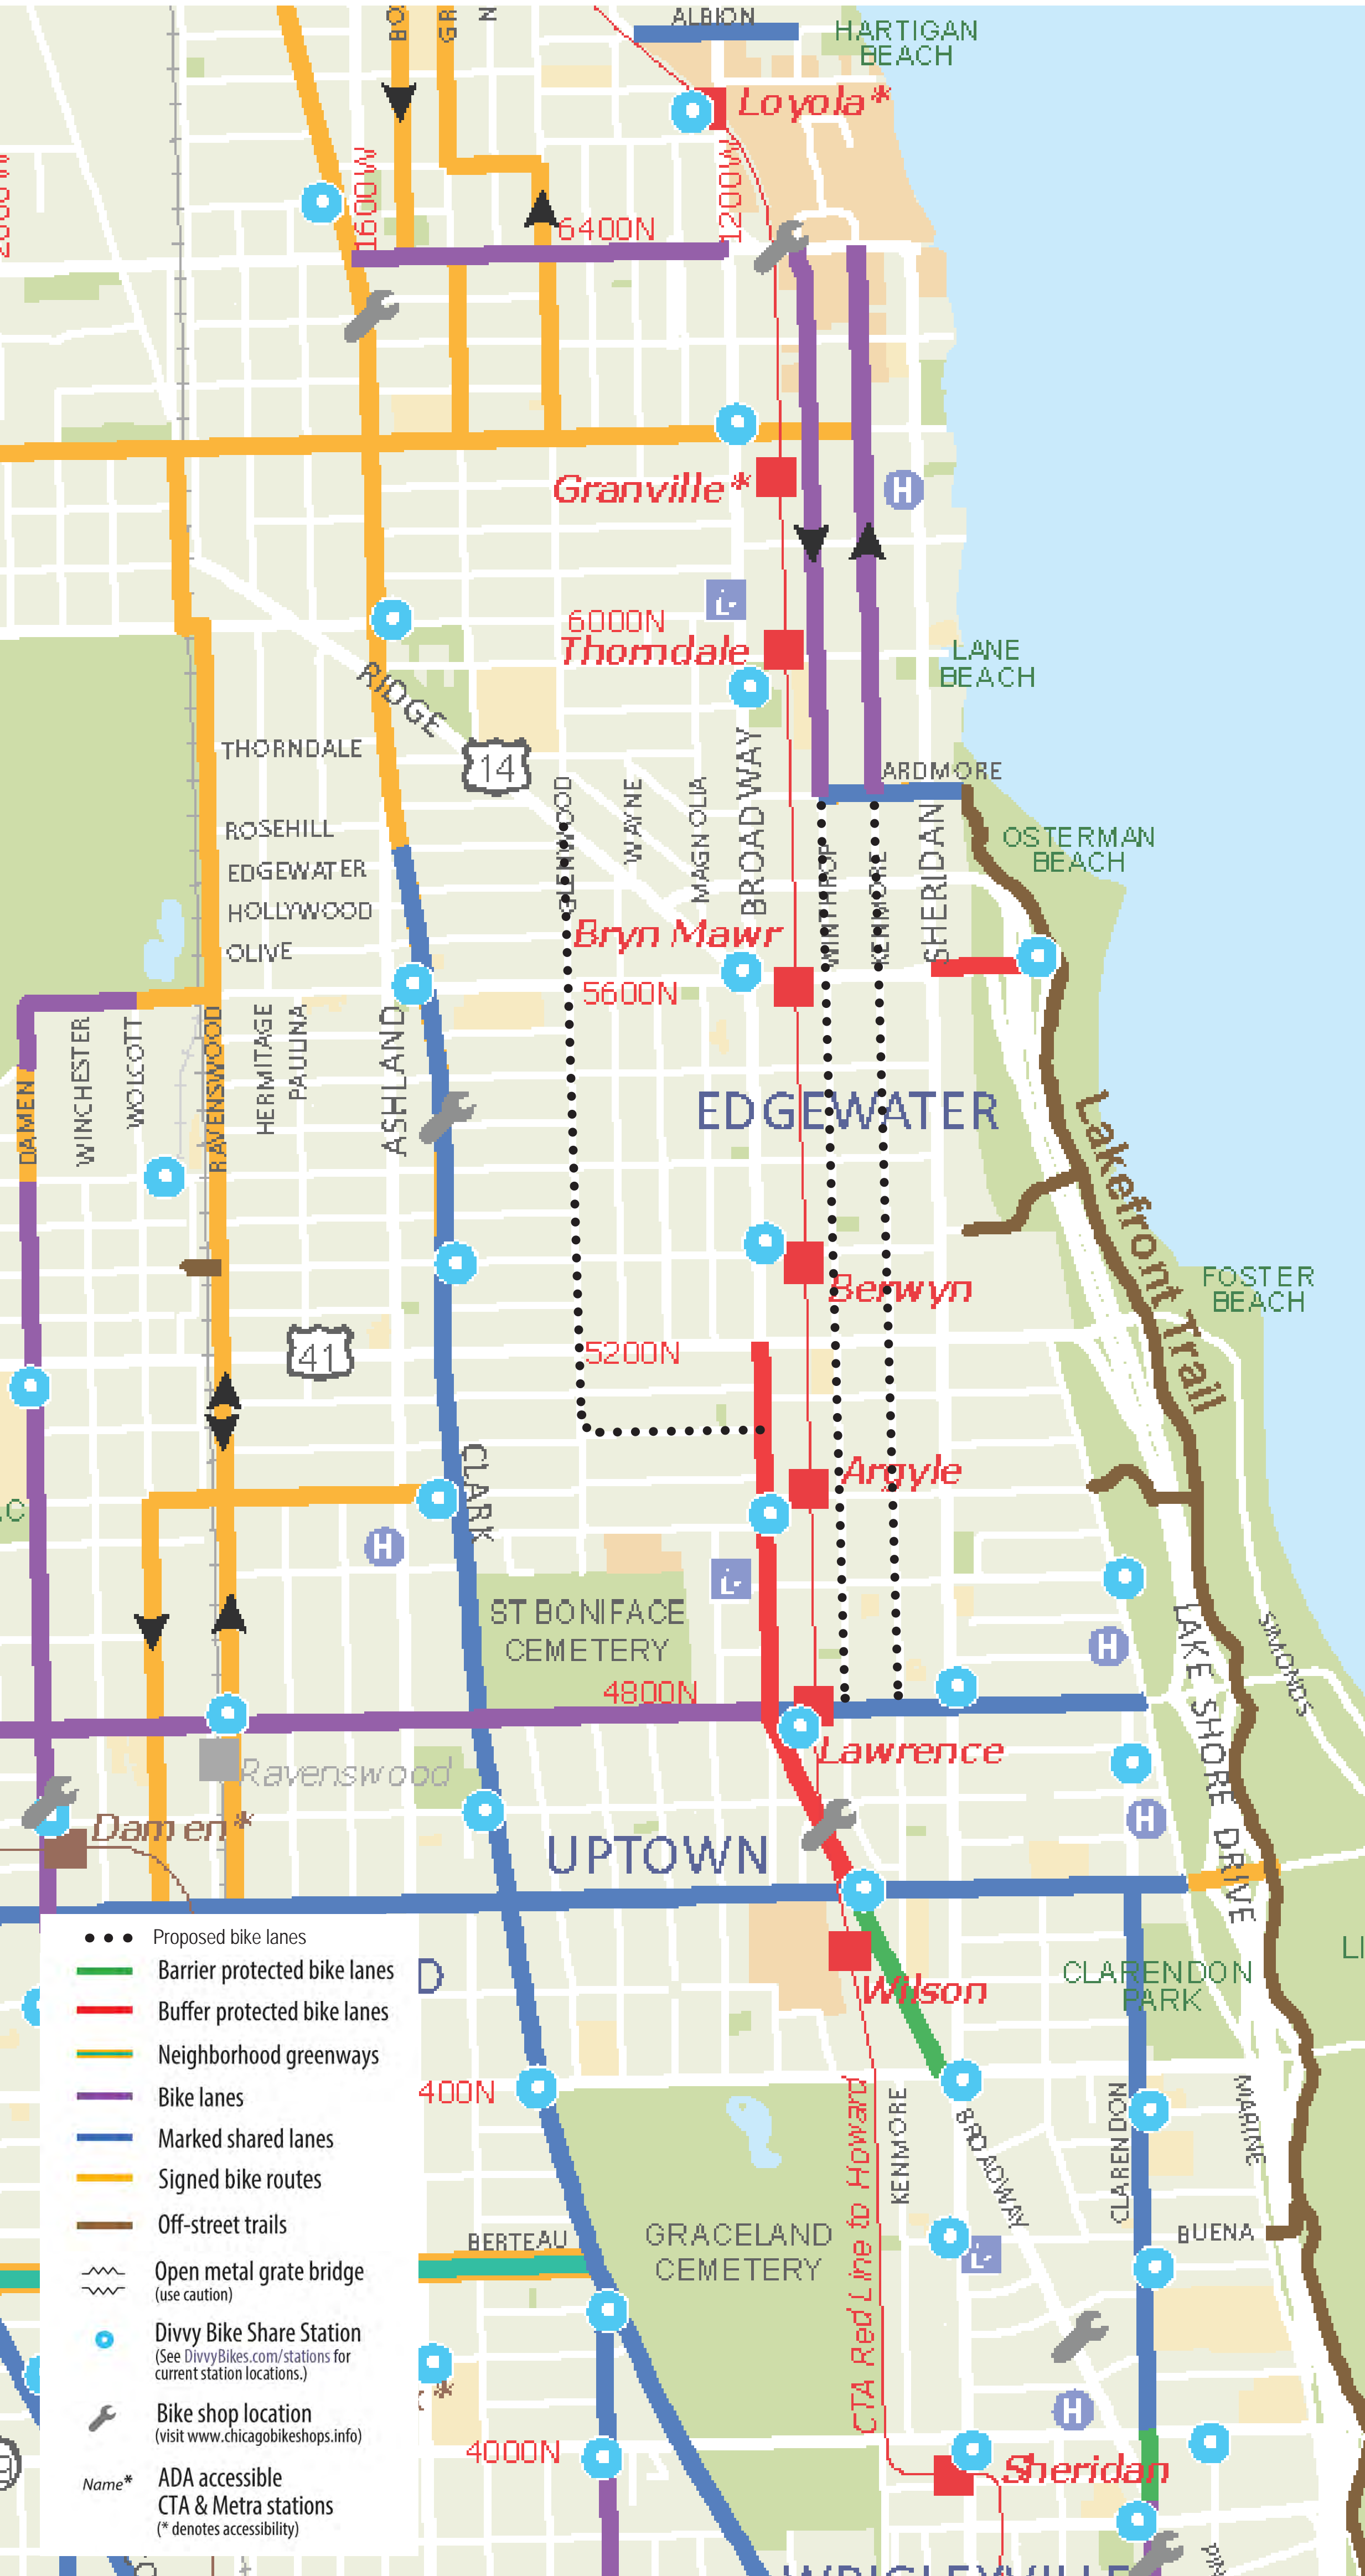 ALBION
HARTIGAN
BEACH
Loyola*
1600W
1200W
6400N
Granville*
H
6000N
Thorndale
LANE
BEACH
RIDGE
THORNDALE
14
ARDMORE
GLENWOOD
WAYNE
MAGNOLIA
BROADWAY
WINTHROP
KENMORE
SHERIDAN
OSTERMAN
BEACH
ROSEHILL
EDGEWATER
HOLLYWOOD
OLIVE
Bryn Mawr
5600N
DAMEN
WINCHESTER
WOLCOTT
RAVENSWOOD
HERMITAGE
PAULINA
ASHLAND
EDGEWATER
Lakefront Trail
Berwyn
FOSTER
BEACH
41
5200N
CLARK
Argyle
H
ST BONIFACE
CEMETERY
4800N
H
LAKE SHORE DRIVE
SIMONDS
Lawrence
Ravenswood
Damen*
UPTOWN
H
Wilson
CLARENDON
PARK
400N
CTA Red Line to Howard
KENMORE
BROADWAY
CLARENDON
MARINE
BERTEAU
GRACELAND
CEMETERY
BUENA
H
4000N
Sheridan
WRIGLEYVILLE
Proposed bike lanes
Barrier protected bike lanes
Buffer protected bike lanes
Neighborhood greenways
Bike lanes
Marked shared lanes
Signed bike routes
Off-street trails
Open metal grate bridge
(use caution)
Divvy Bike Share Station
(See DivvyBikes.com/stations for
current station locations.)
Bike shop location
(visit www.chicagobikeshops.info)
Name* ADA accessible
CTA & Metra stations
(* denotes accessibility)